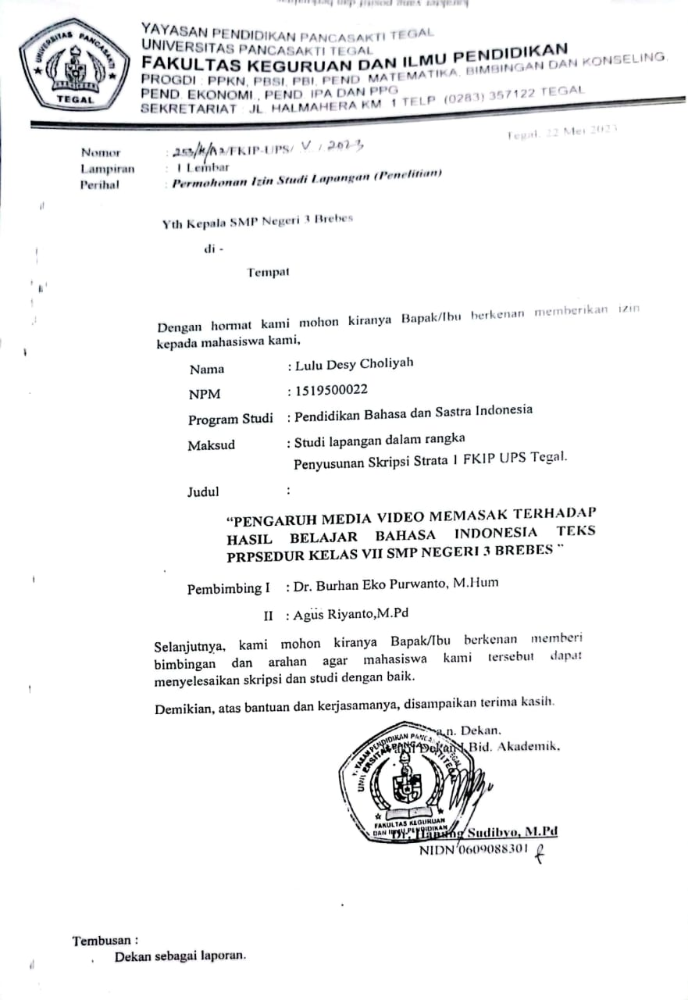 UNIVERSITAS PANCASAKTI
TEGAL
YAYASAN PENDIDIKAN PANCASAKTI TEGAL
UNIVERSITAS PANCASAKTI TEGAL
FAKULTAS KEGURUAN DAN ILMU PENDIDIKAN
PROGDI : PPKN, PBSI, PBI, PEND. MATEMATIKA, BIMBINGAN DAN KONSELING,
PEND. EKONOMI , PEND. IPA DAN PPG
SEKRETARIAT : JL. HALMAHERA KM. 1 TELP. (0283) 357122 TEGAL
Tegal, 22 Mei 2023
Nomor : 253/K/A2/FKIP-UPS/ V / 2023
Lampiran : 1 Lembar
Perihal : Permohonan Izin Studi Lapangan (Penelitian)
Yth Kepala SMP Negeri 3 Brebes
di -
Tempat
Dengan hormat kami mohon kiranya Bapak/Ibu berkenan memberikan izin
kepada mahasiswa kami,
Nama : Lulu Desy Choliyah
NPM : 1519500022
Program Studi : Pendidikan Bahasa dan Sastra Indonesia
Maksud : Studi lapangan dalam rangka
Penyusunan Skripsi Strata 1 FKIP UPS Tegal.
Judul :
“PENGARUH MEDIA VIDEO MEMASAK TERHADAP
HASIL BELAJAR BAHASA INDONESIA TEKS
PRPSEDUR KELAS VII SMP NEGERI 3 BREBES ”
Pembimbing I : Dr. Burhan Eko Purwanto, M.Hum
II : Agus Riyanto,M.Pd
Selanjutnya, kami mohon kiranya Bapak/Ibu berkenan memberi
bimbingan dan arahan agar mahasiswa kami tersebut dapat
menyelesaikan skripsi dan studi dengan baik.
Demikian, atas bantuan dan kerjasamanya, disampaikan terima kasih.
a.n. Dekan.
Wakil Dekan I Bid. Akademik,
YAYASAN PENDIDIKAN PANCASAKTI TEGAL
UNIVERSITAS PANCASAKTI TEGAL
FAKULTAS KEGURUAN
DAN ILMU PENDIDIKAN
Dr. Hanung Sudibyo, M.Pd
NIDN 0609088301
Tembusan :
Dekan sebagai laporan.